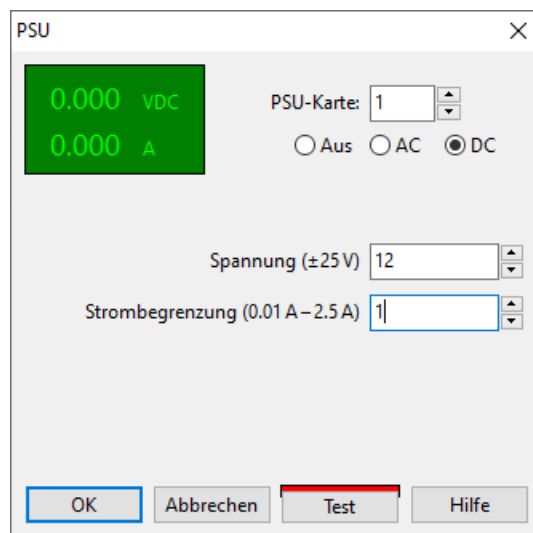 PSU
0.000 VDC
0.000 A
PSU-Karte: 1
Aus AC DC
Spannung (±25 V) 12
Strombegrenzung (0.01 A – 2.5 A) 1
OK Abbrechen Test Hilfe